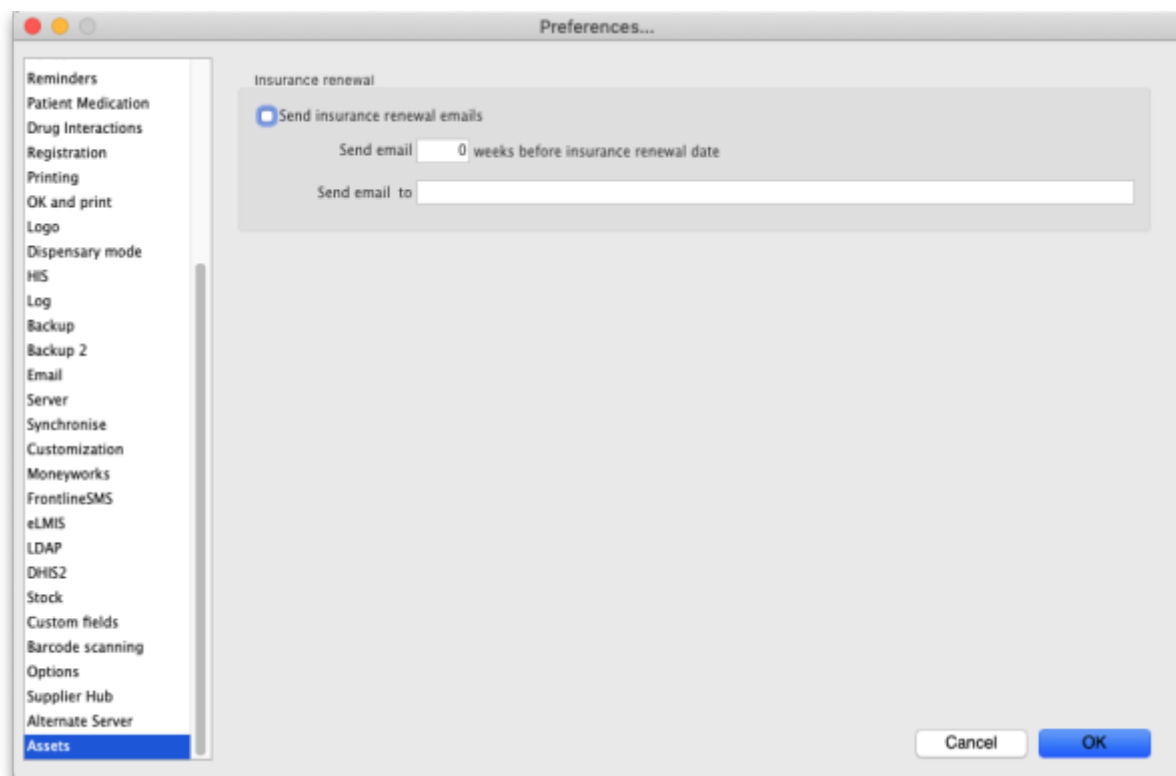 Preferences...
Reminders
Patient Medication
Drug Interactions
Registration
Printing
OK and print
Logo
Dispensary mode
HIS
Log
Backup
Backup 2
Email
Server
Synchronise
Customization
Moneyworks
FrontlineSMS
eLMIS
LDAP
DHIS2
Stock
Custom fields
Barcode scanning
Options
Supplier Hub
Alternate Server
Assets
Insurance renewal
Send insurance renewal emails
Send email 0 weeks before insurance renewal date
Send email to
Cancel OK